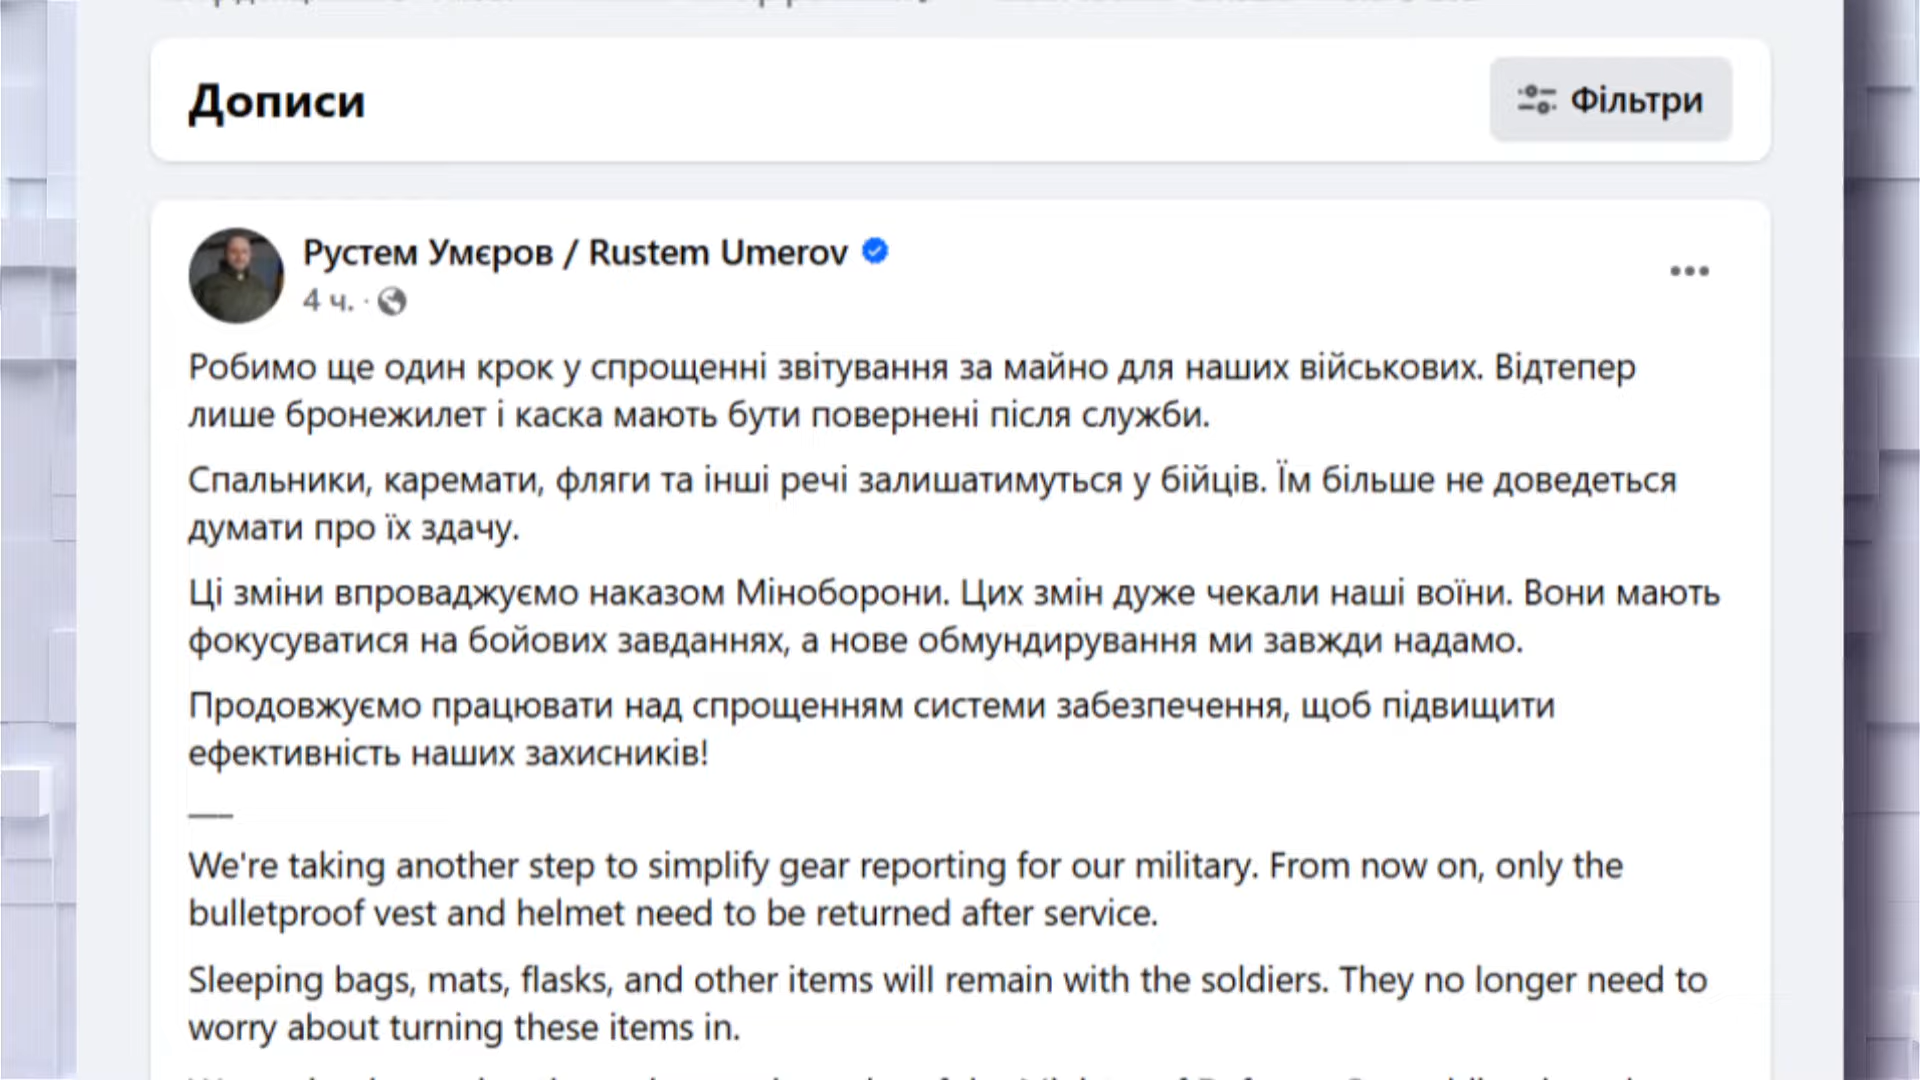 Дописи
Фільтри
Рустем Умєров / Rustem Umerov
4 ч. ·
Робимо ще один крок у спрощенні звітування за майно для наших військових. Відтепер
лише бронежилет і каска мають бути повернені після служби.
Спальники, каремати, фляги та інші речі залишатимуться у бійців. Їм більше не доведеться
думати про їх здачу.
Ці зміни впроваджуємо наказом Міноборони. Цих змін дуже чекали наші воїни. Вони мають
фокусуватися на бойових завданнях, а нове обмундирування ми завжди надамо.
Продовжуємо працювати над спрощенням системи забезпечення, щоб підвищити
ефективність наших захисників!
—–
We're taking another step to simplify gear reporting for our military. From now on, only the
bulletproof vest and helmet need to be returned after service.
Sleeping bags, mats, flasks, and other items will remain with the soldiers. They no longer need to
worry about turning these items in.